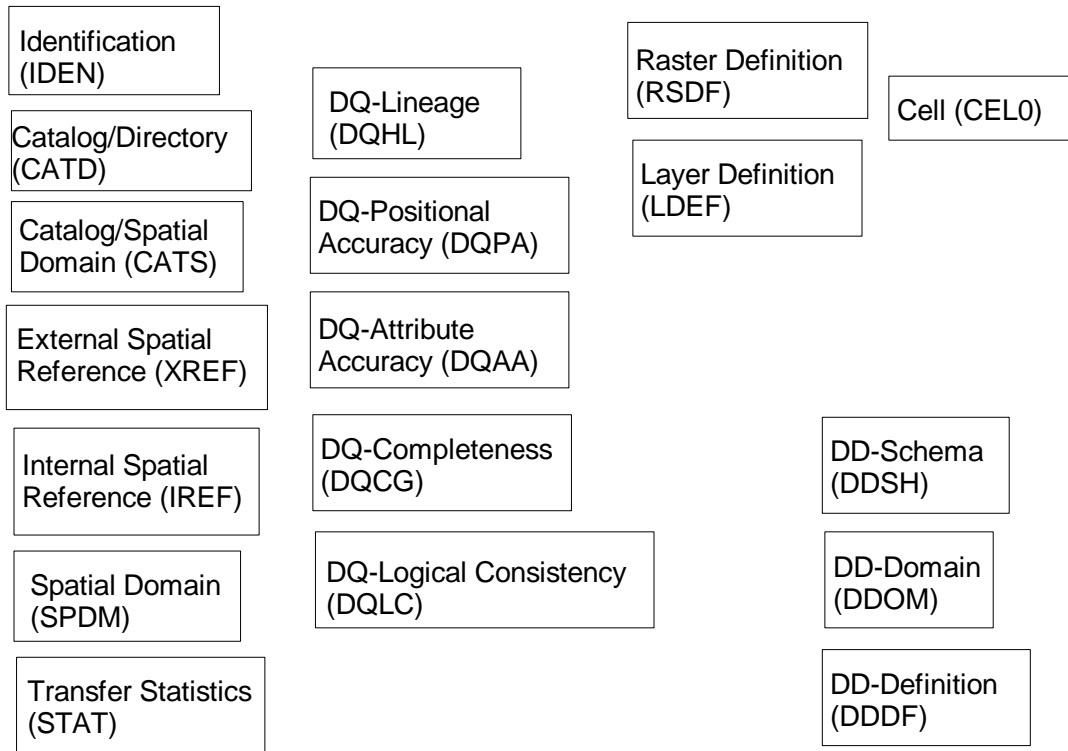 Identification
(IDEN)
Catalog/Directory
(CATD)
Catalog/Spatial
Domain (CATS)
External Spatial
Reference (XREF)
Internal Spatial
Reference (IREF)
Spatial Domain
(SPDM)
Transfer Statistics
(STAT)
DQ-Lineage
(DQHL)
DQ-Positional
Accuracy (DQPA)
DQ-Attribute
Accuracy (DQAA)
DQ-Completeness
(DQCG)
DQ-Logical Consistency
(DQLC)
Raster Definition
(RSDF)
Layer Definition
(LDEF)
Cell (CEL0)
DD-Schema
(DDSH)
DD-Domain
(DDOM)
DD-Definition
(DDDF)